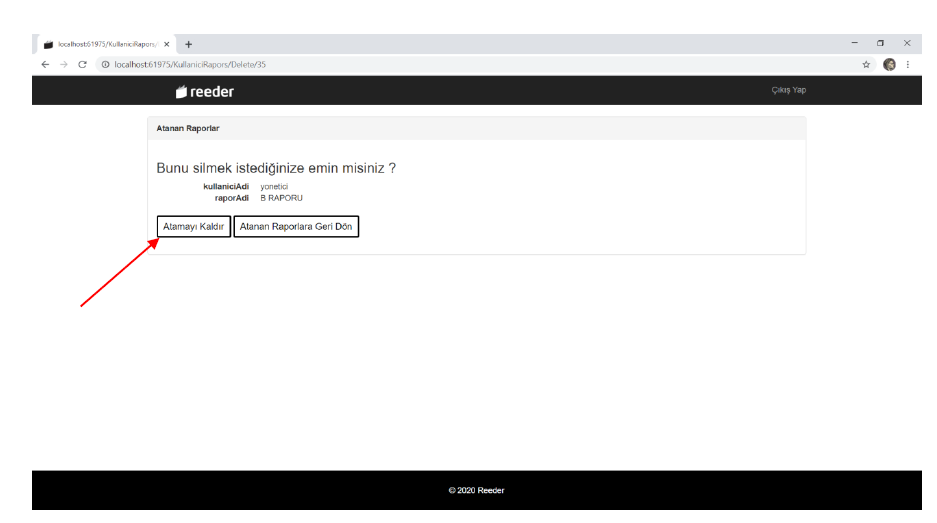 localhost:61975/KullaniciRapors/
localhost:61975/KullaniciRapors/Delete/35
reeder
Çıkış Yap
Atanan Raporlar
Bunu silmek istediğinize emin misiniz ?
kullaniciAdi yonetici
raporAdi B RAPORU
Atamayı Kaldır Atanan Raporlara Geri Dön
© 2020 Reeder